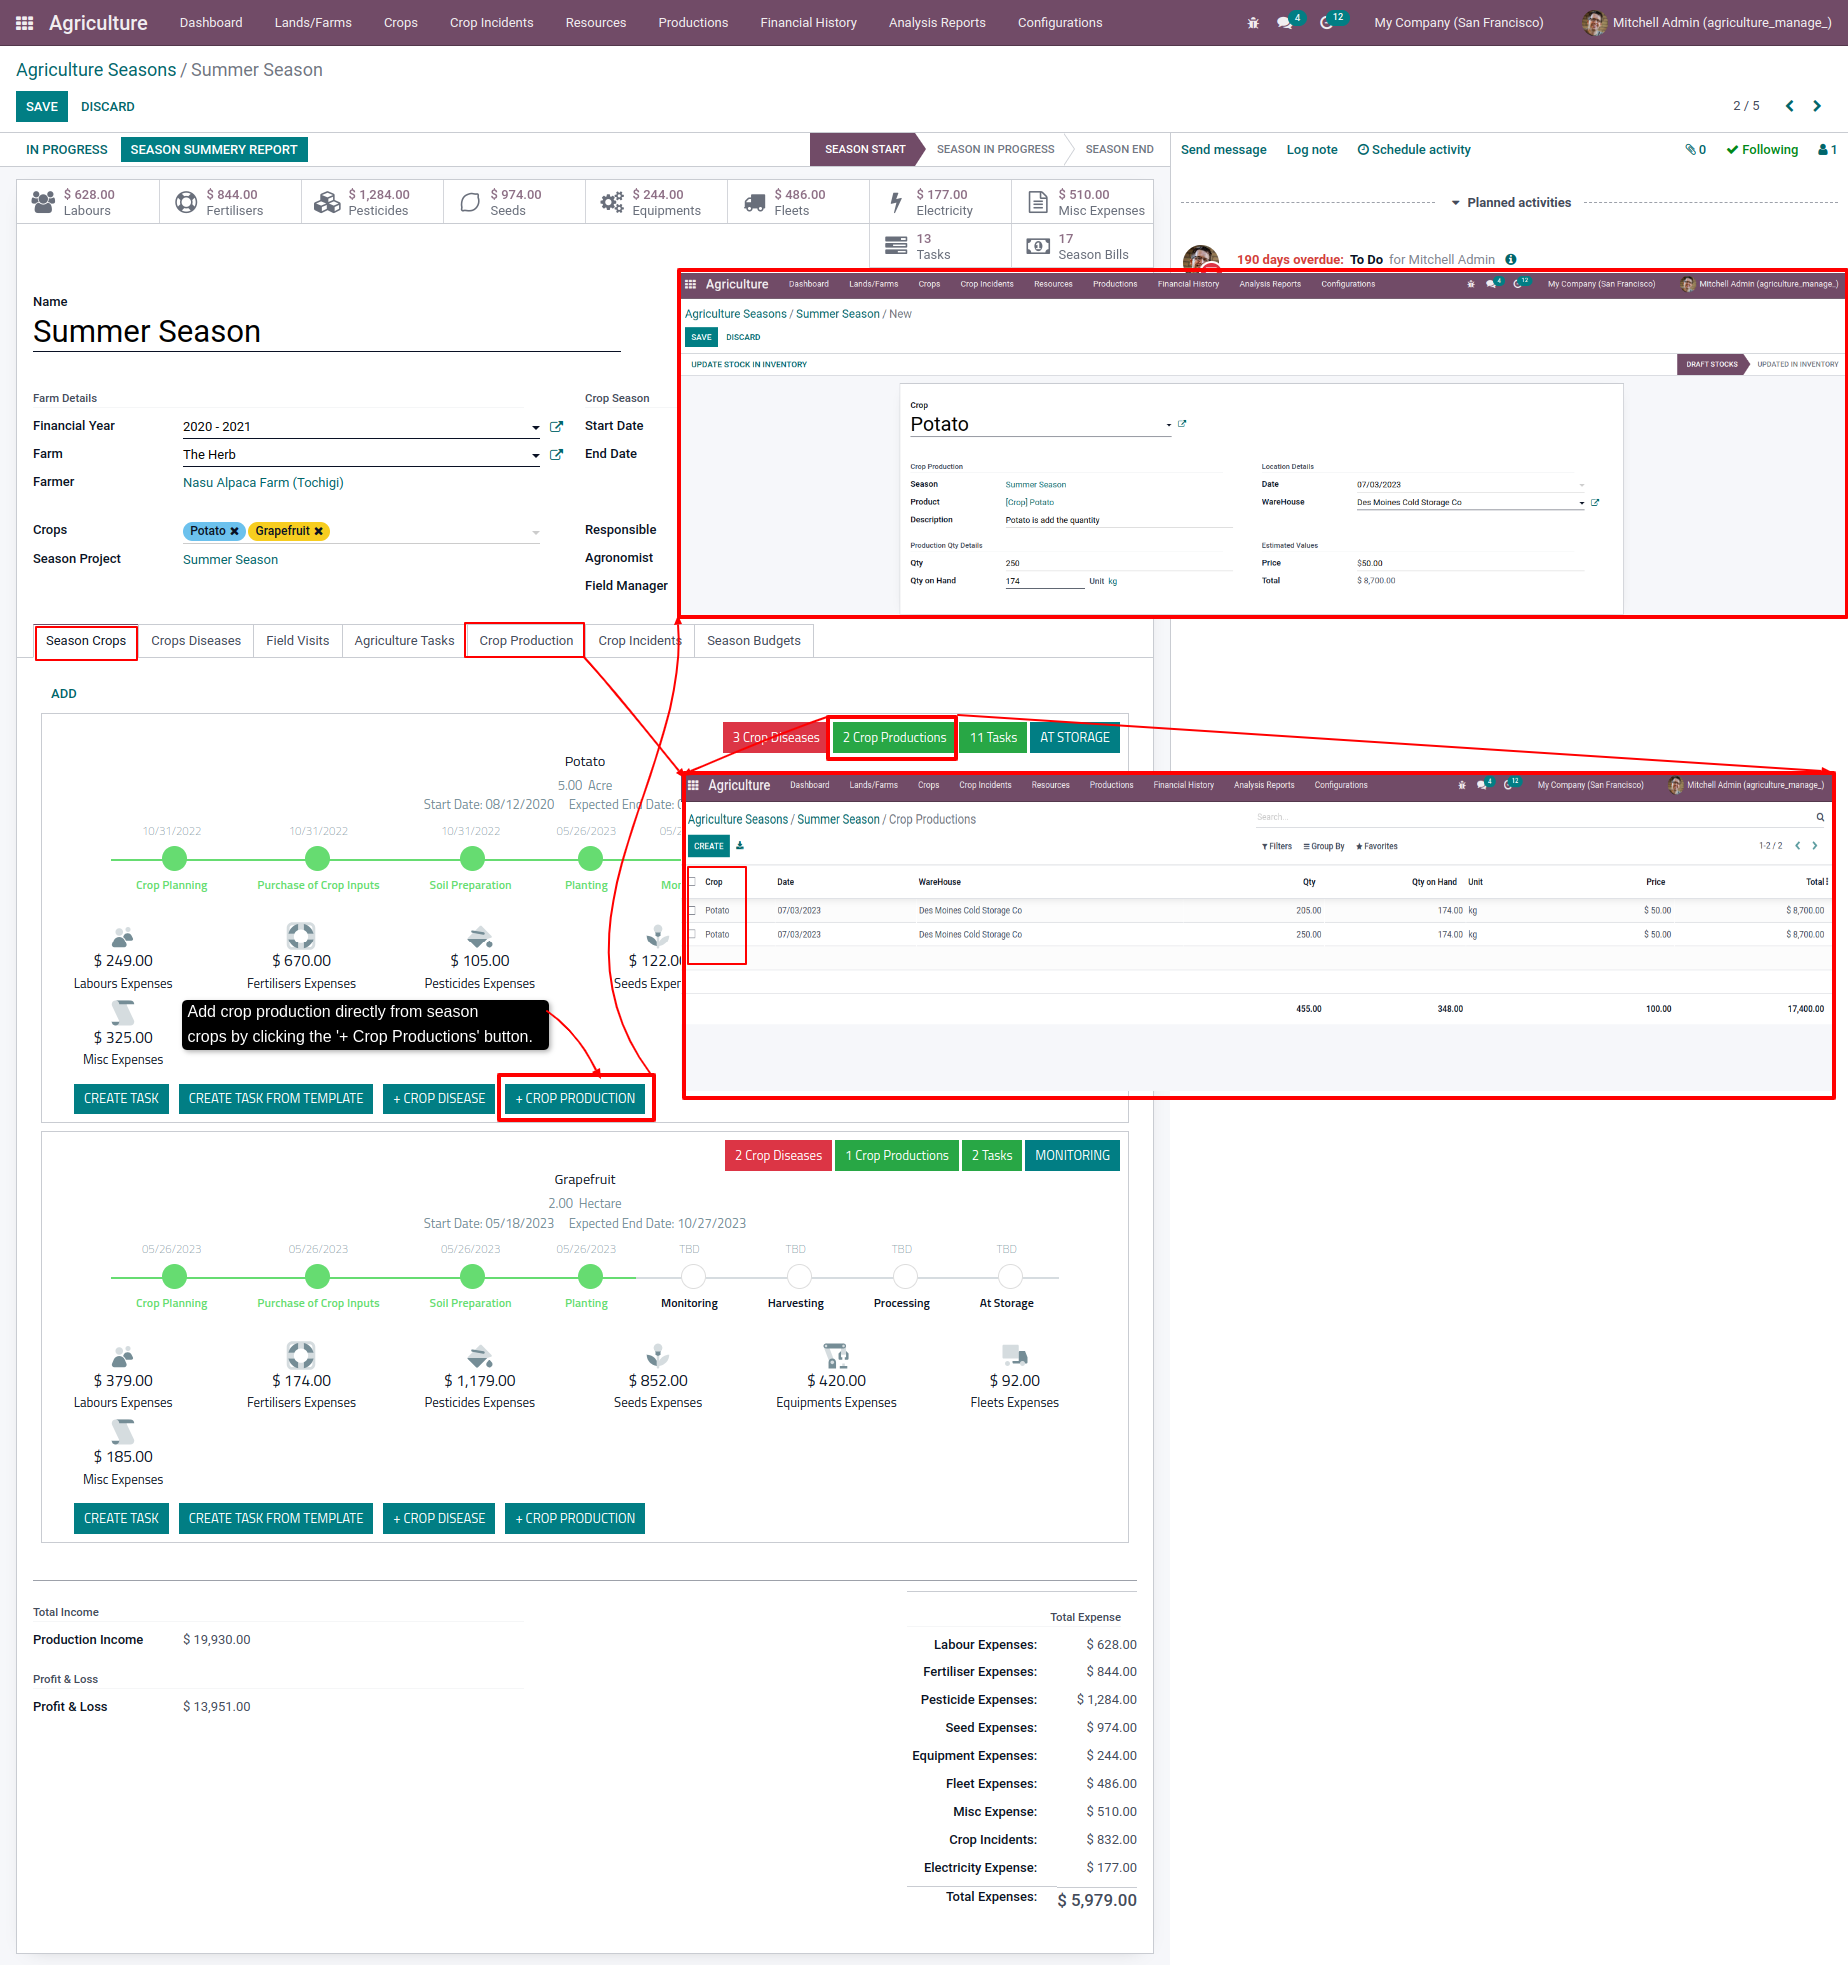 Agriculture Dashboard Lands/Farms Crops Crop Incidents Resources Productions Financial History Analysis Reports Configurations 4 12 My Company (San Francisco) Mitchell Admin (agriculture_manage_)
Agriculture Seasons / Summer Season
SAVE DISCARD 2 / 5
IN PROGRESS SEASON SUMMERY REPORT SEASON START SEASON IN PROGRESS SEASON END Send message Log note Schedule activity 0 Following 1
$ 628.00 $ 844.00 $ 1,284.00 $ 974.00 $ 244.00 $ 486.00 $ 177.00 $ 510.00
Labours Fertilisers Pesticides Seeds Equipments Fleets Electricity Misc Expenses
Planned activities
13 17
Tasks Season Bills
190 days overdue: To Do for Mitchell Admin
Name
Summer Season
Farm Details Crop Season
Financial Year 2020 - 2021 Start Date
Farm The Herb End Date
Farmer Nasu Alpaca Farm (Tochigi)
Crops Potato Grapefruit Responsible
Season Project Summer Season Agronomist
Field Manager
Agriculture Dashboard Lands/Farms Crops Crop Incidents Resources Productions Financial History Analysis Reports Configurations 4 12 My Company (San Francisco) Mitchell Admin (agriculture_manage_)
Agriculture Seasons / Summer Season / New
SAVE DISCARD
UPDATE STOCK IN INVENTORY DRAFT STOCKS UPDATED IN INVENTORY
Crop
Potato
Crop Production Location Details
Season Summer Season Date 07/03/2023
Product [Crop] Potato WareHouse Des Moines Cold Storage Co
Description Potato is add the quantity
Production Qty Details Estimated Values
Qty 250 Price $50.00
Qty on Hand 174 Unit kg Total $ 8,700.00
Season Crops Crops Diseases Field Visits Agriculture Tasks Crop Production Crop Incidents Season Budgets
ADD
3 Crop Diseases 2 Crop Productions 11 Tasks AT STORAGE
Potato
5.00 Acre
Start Date: 08/12/2020 Expected End Date:
10/31/2022 10/31/2022 10/31/2022 05/26/2023 05/2
Crop Planning Purchase of Crop Inputs Soil Preparation Planting Mor
$ 249.00 $ 670.00 $ 105.00 $ 122.0
Labours Expenses Fertilisers Expenses Pesticides Expenses Seeds Exper
$ 325.00
Misc Expenses
Add crop production directly from season
crops by clicking the '+ Crop Productions' button.
CREATE TASK CREATE TASK FROM TEMPLATE + CROP DISEASE + CROP PRODUCTION
Agriculture Dashboard Lands/Farms Crops Crop Incidents Resources Productions Financial History Analysis Reports Configurations 4 12 My Company (San Francisco) Mitchell Admin (agriculture_manage_)
Agriculture Seasons / Summer Season / Crop Productions Search...
CREATE Filters Group By Favorites 1-2 / 2
Crop Date WareHouse Qty Qty on Hand Unit Price Total
Potato 07/03/2023 Des Moines Cold Storage Co 205.00 174.00 kg $ 50.00 $ 8,700.00
Potato 07/03/2023 Des Moines Cold Storage Co 250.00 174.00 kg $ 50.00 $ 8,700.00
455.00 348.00 100.00 17,400.00
2 Crop Diseases 1 Crop Productions 2 Tasks MONITORING
Grapefruit
2.00 Hectare
Start Date: 05/18/2023 Expected End Date: 10/27/2023
05/26/2023 05/26/2023 05/26/2023 05/26/2023 TBD TBD TBD TBD
Crop Planning Purchase of Crop Inputs Soil Preparation Planting Monitoring Harvesting Processing At Storage
$ 379.00 $ 174.00 $ 1,179.00 $ 852.00 $ 420.00 $ 92.00
Labours Expenses Fertilisers Expenses Pesticides Expenses Seeds Expenses Equipments Expenses Fleets Expenses
$ 185.00
Misc Expenses
CREATE TASK CREATE TASK FROM TEMPLATE + CROP DISEASE + CROP PRODUCTION
Total Income
Production Income $ 19,930.00
Profit & Loss
Profit & Loss $ 13,951.00
Total Expense
Labour Expenses: $ 628.00
Fertiliser Expenses: $ 844.00
Pesticide Expenses: $ 1,284.00
Seed Expenses: $ 974.00
Equipment Expenses: $ 244.00
Fleet Expenses: $ 486.00
Misc Expense: $ 510.00
Crop Incidents: $ 832.00
Electricity Expense: $ 177.00
Total Expenses: $ 5,979.00